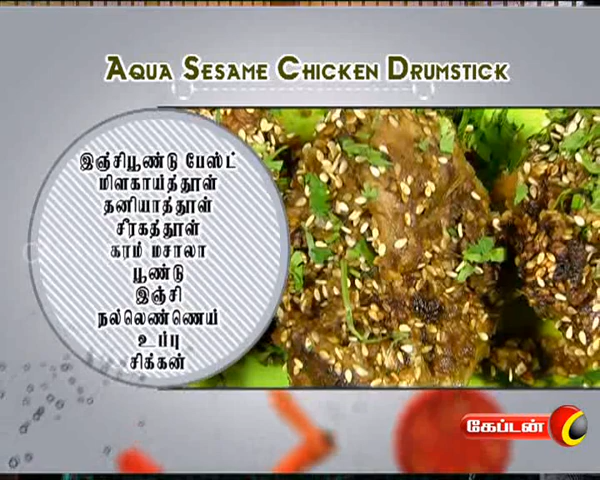 AQUA SESAME CHICKEN DRUMSTICK
இஞ்சிபூண்டு பேஸ்ட்
மிளகாய்த்தூள்
தனியாத்தூள்
சீரகத்தூள்
கரம் மசாலா
பூண்டு
இஞ்சி
நல்லெண்ணெய்
உப்பு
சிக்கன்
கேப்டன்